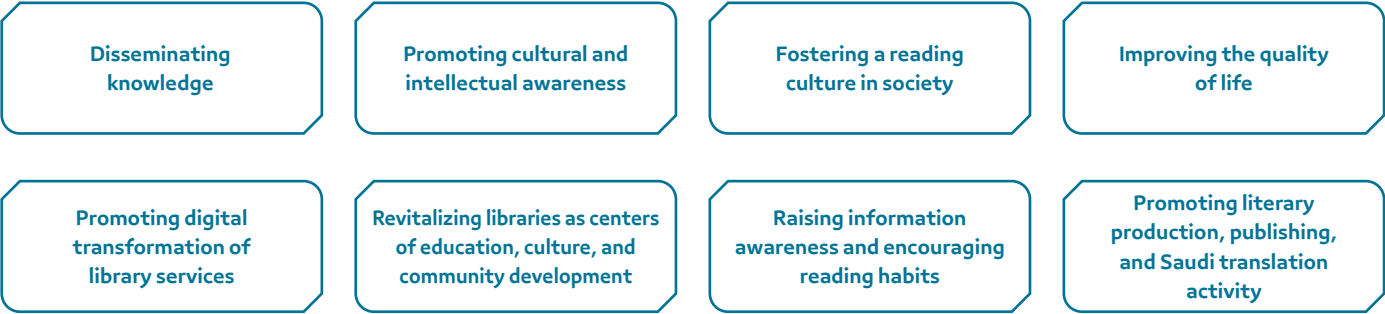 Disseminating
knowledge
Promoting cultural and
intellectual awareness
Fostering a reading
culture in society
Improving the quality
of life
Promoting digital
transformation of
library services
Revitalizing libraries as centers
of education, culture, and
community development
Raising information
awareness and encouraging
reading habits
Promoting literary
production, publishing,
and Saudi translation
activity